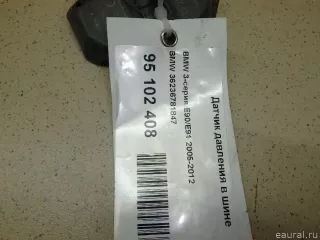 Датчик давления в шине
BMW 3-серия E90/E91 2005-2012
BMW 36236781847
95 102 408
eaural.ru